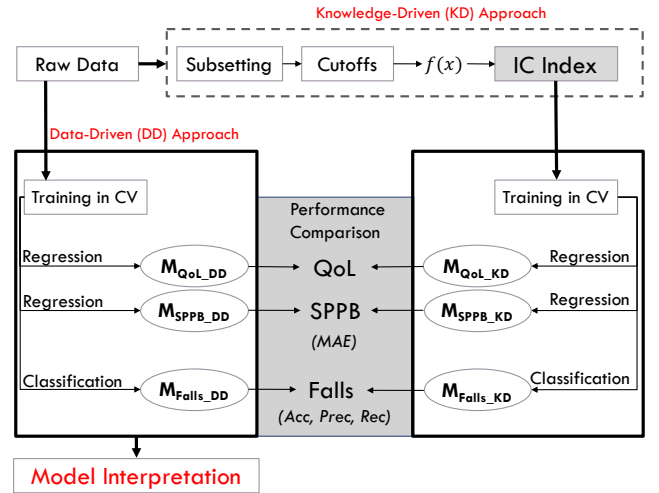 Knowledge-Driven (KD) Approach
Raw Data
Subsetting
Cutoffs
f(x)
IC Index
Data-Driven (DD) Approach
Training in CV
Training in CV
Performance
Comparison
Regression
M_QoL_DD
QoL
M_QoL_KD
Regression
Regression
M_SPPB_DD
SPPB
M_SPPB_KD
Regression
(MAE)
Classification
M_Falls_DD
Falls
M_Falls_KD
Classification
(Acc, Prec, Rec)
Model Interpretation